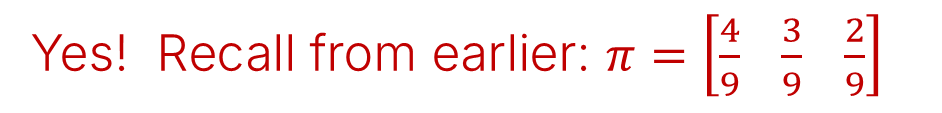 Yes! Recall from earlier: π = [4/9 3/9 2/9]